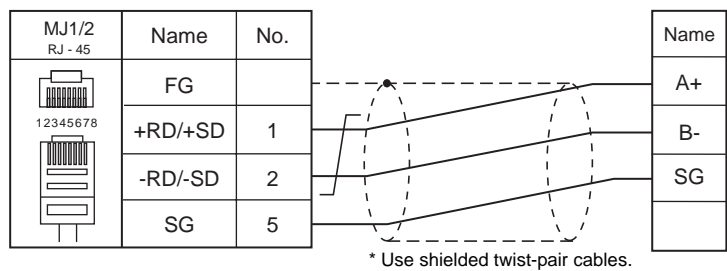 MJ1/2
RJ - 45
Name
No.
Name
FG
A+
12345678
+RD/+SD
1
B-
-RD/-SD
2
SG
SG
5
* Use shielded twist-pair cables.